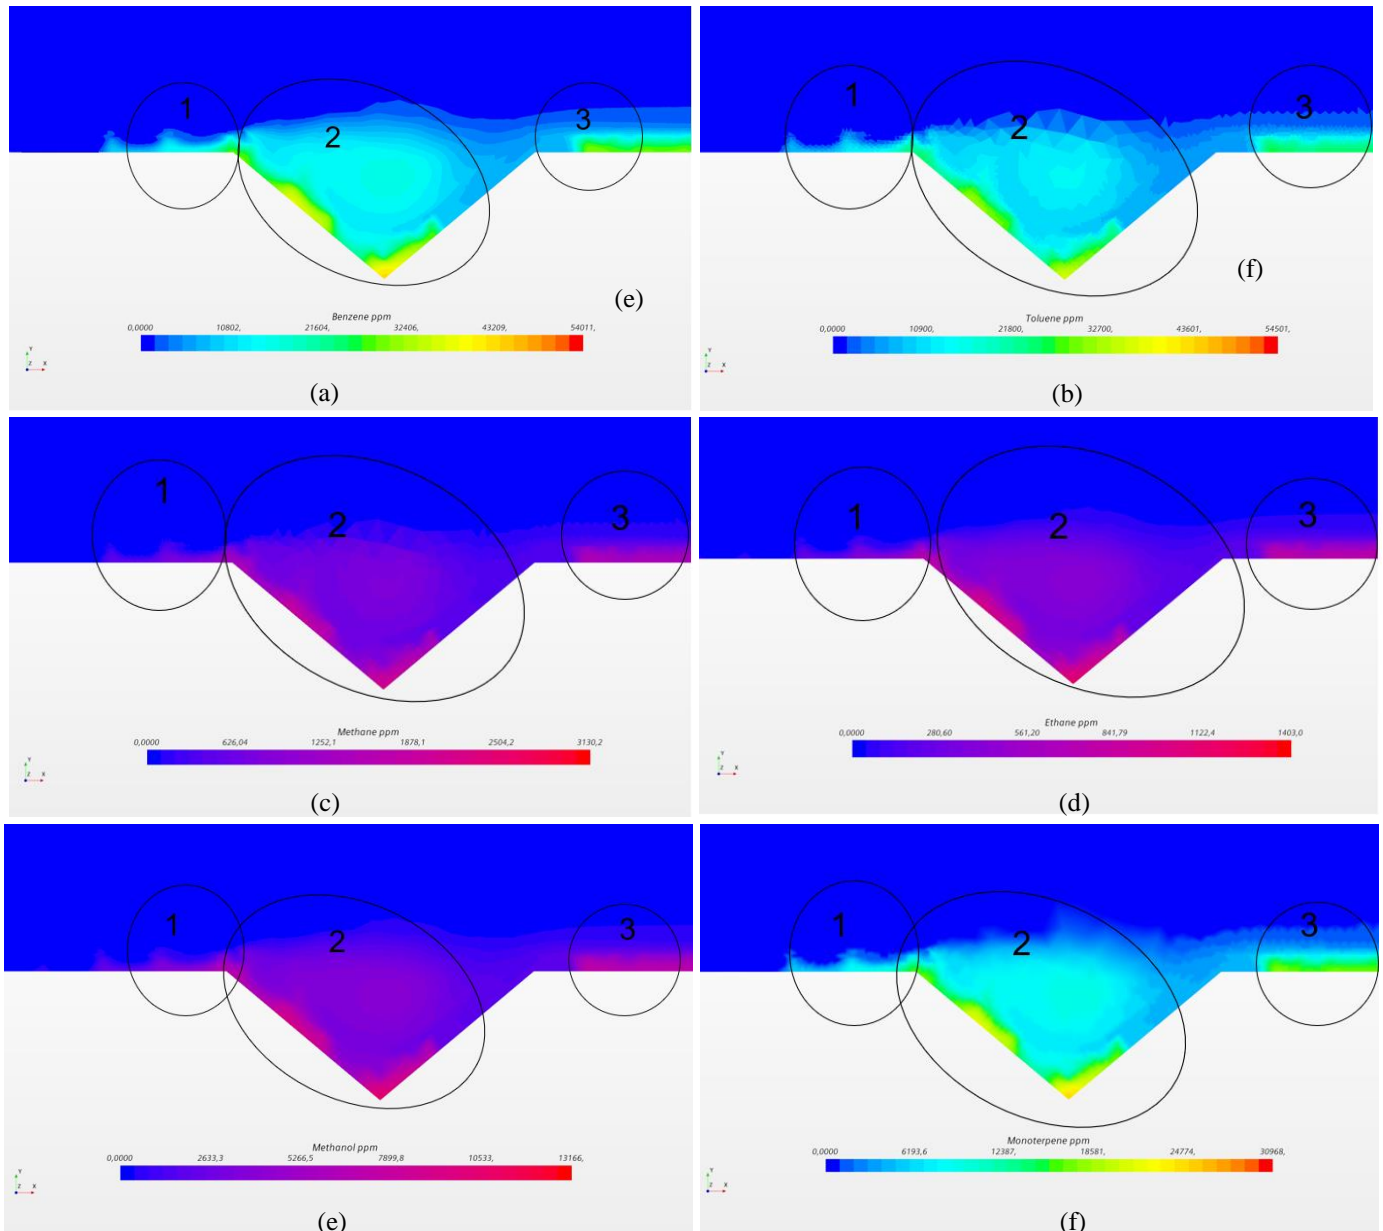 1 2 3
(e)
Benzene ppm
0,0000 10802, 21604, 32406, 43209, 54011,
Y
Z X
(a)
1 2 3
(f)
Toluene ppm
0,0000 10900, 21800, 32700, 43601, 54501,
Y
Z X
(b)
1 2 3
Methane ppm
0,0000 626,04 1252,1 1878,1 2504,2 3130,2
Y
Z X
(c)
1 2 3
Ethane ppm
0,0000 280,60 561,20 841,79 1122,4 1403,0
Y
Z X
(d)
1 2 3
Methanol ppm
0,0000 2633,3 5266,5 7899,8 10533, 13166,
Y
Z X
(e)
1 2 3
Monoterpene ppm
0,0000 6193,6 12387, 18581, 24774, 30968,
Y
Z X
(f)